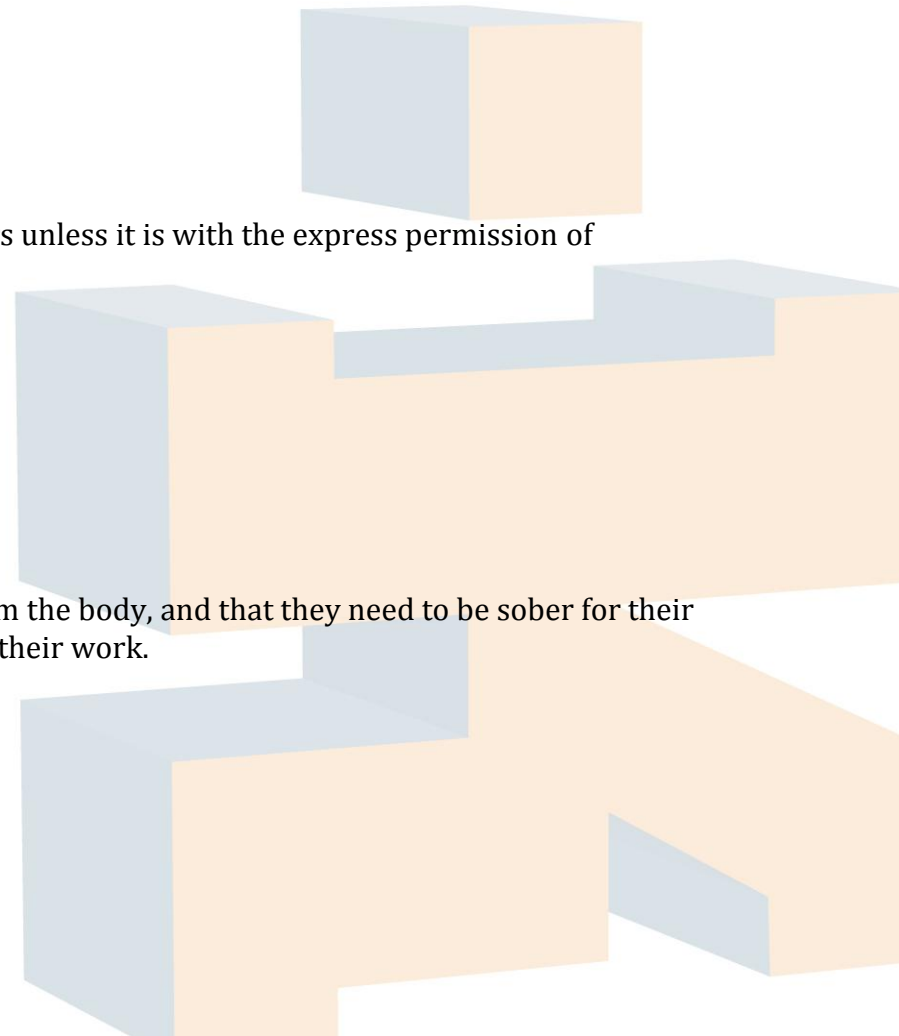 s unless it is with the express permission of
m the body, and that they need to be sober for their
their work.